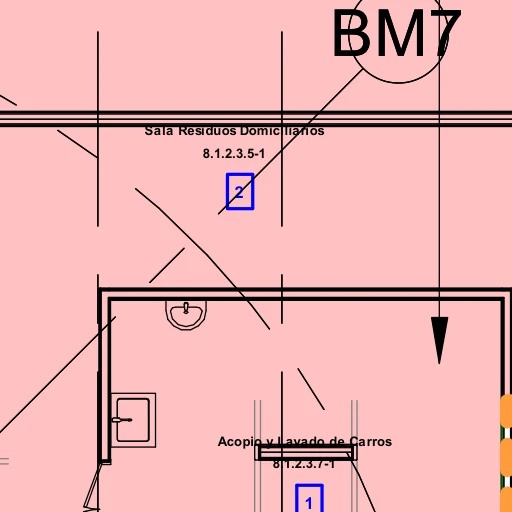 BM7
Sala Residuos Domiciliarios
8.1.2.3.5-1
2
Acopio y Lavado de Carros
8.1.2.3.7-1
1